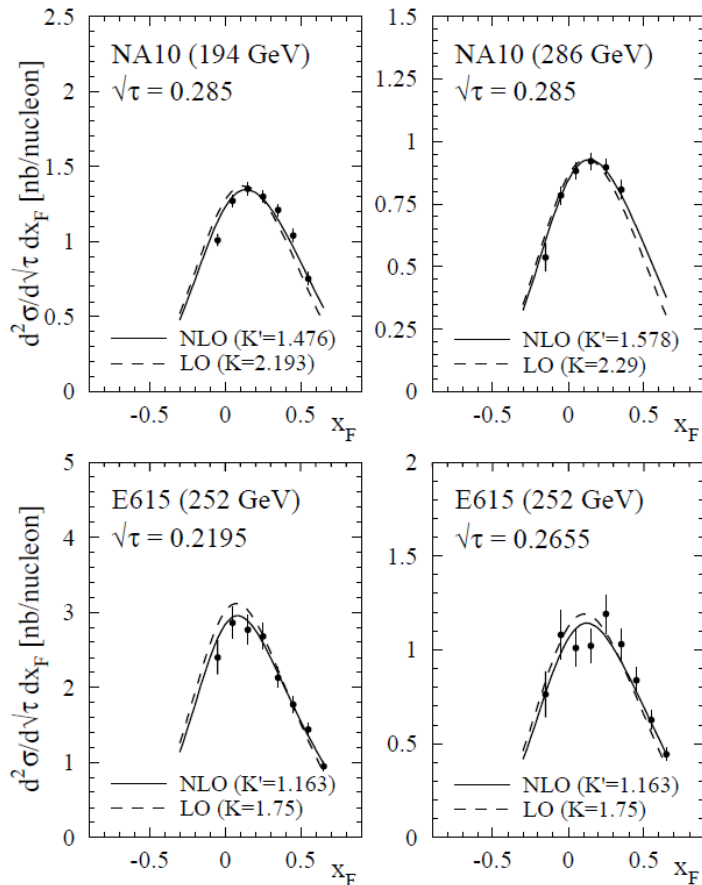 NA10 (194 GeV)
√τ = 0.285
d²σ/d√τ dx_F [nb/nucleon]
2.5
2
1.5
1
0.5
0
NLO (K'=1.476)
LO (K=2.193)
-0.5 0 0.5 x_F
NA10 (286 GeV)
√τ = 0.285
1.5
1.25
1
0.75
0.5
0.25
0
NLO (K'=1.578)
LO (K=2.29)
-0.5 0 0.5 x_F
E615 (252 GeV)
√τ = 0.2195
d²σ/d√τ dx_F [nb/nucleon]
5
4
3
2
1
0
NLO (K'=1.163)
LO (K=1.75)
-0.5 0 0.5 x_F
E615 (252 GeV)
√τ = 0.2655
2
1.5
1
0.5
0
NLO (K'=1.163)
LO (K=1.75)
-0.5 0 0.5 x_F